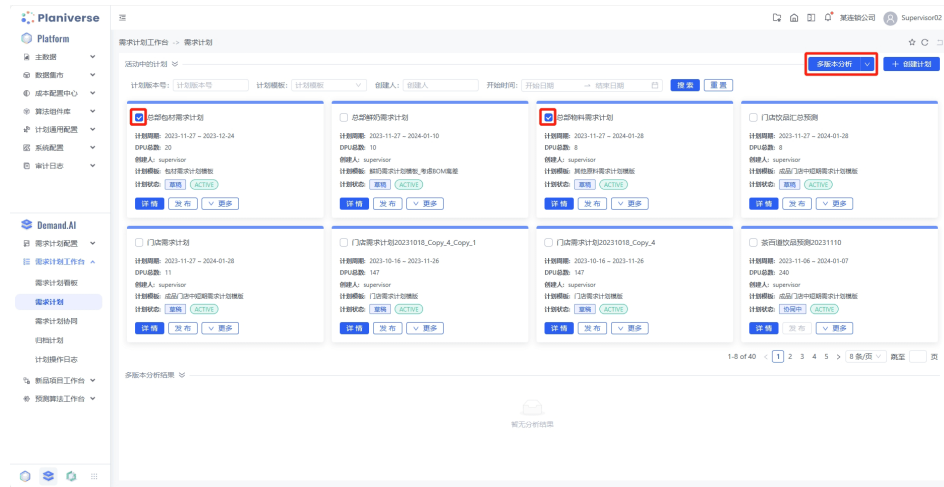 Planiverse
某连锁公司 Supervisor02
Platform
主数据
数据集市
成本配置中心
算法组件库
计划通用配置
系统配置
审计日志
Demand.AI
需求计划配置
需求计划工作台
需求计划看板
需求计划
需求计划协同
归档计划
计划操作日志
新品项目工作台
预测算法工作台
需求计划工作台 -> 需求计划
活动中的计划
多版本分析
+ 创建计划
计划版本号: 计划版本号 计划模板: 计划模板 创建人: 创建人 开始时间: 开始日期 → 结束日期 搜索 重置
总部包材需求计划
计划周期: 2023-11-27 ~ 2023-12-24
DPU总数: 20
创建人: supervisor
计划模板: 包材需求计划模板
计划状态: 草稿 ACTIVE
详情 发布 更多
总部鲜奶需求计划
计划周期: 2023-11-27 ~ 2024-01-10
DPU总数: 10
创建人: supervisor
计划模板: 鲜奶需求计划模板_考虑BOM离差
计划状态: 草稿 ACTIVE
详情 发布 更多
总部物料需求计划
计划周期: 2023-11-27 ~ 2024-01-28
DPU总数: 8
创建人: supervisor
计划模板: 其他原料需求计划模板
计划状态: 草稿 ACTIVE
详情 发布 更多
门店饮品汇总预测
计划周期: 2023-11-27 ~ 2024-01-28
DPU总数: 8
创建人: supervisor
计划模板: 成品门店中短期需求计划模板
计划状态: 草稿 ACTIVE
详情 发布 更多
门店需求计划
计划周期: 2023-11-27 ~ 2024-01-28
DPU总数: 11
创建人: supervisor
计划模板: 成品门店中短期需求计划模板
计划状态: 草稿 ACTIVE
详情 发布 更多
门店需求计划20231018_Copy_4_Copy_1
计划周期: 2023-10-16 ~ 2023-11-26
DPU总数: 147
创建人: supervisor
计划模板: 门店需求计划模板
计划状态: 草稿 ACTIVE
详情 发布 更多
门店需求计划20231018_Copy_4
计划周期: 2023-10-16 ~ 2023-11-26
DPU总数: 147
创建人: supervisor
计划模板: 门店需求计划模板
计划状态: 草稿 ACTIVE
详情 发布 更多
茶百道饮品预测20231110
计划周期: 2023-11-06 ~ 2024-01-07
DPU总数: 240
创建人: supervisor
计划模板: 成品门店中短期需求计划模板
计划状态: 协同中 ACTIVE
详情 发布 更多
1-8 of 40 < 1 2 3 4 5 > 8 条/页 跳至 页
多版本分析结果
暂无分析结果